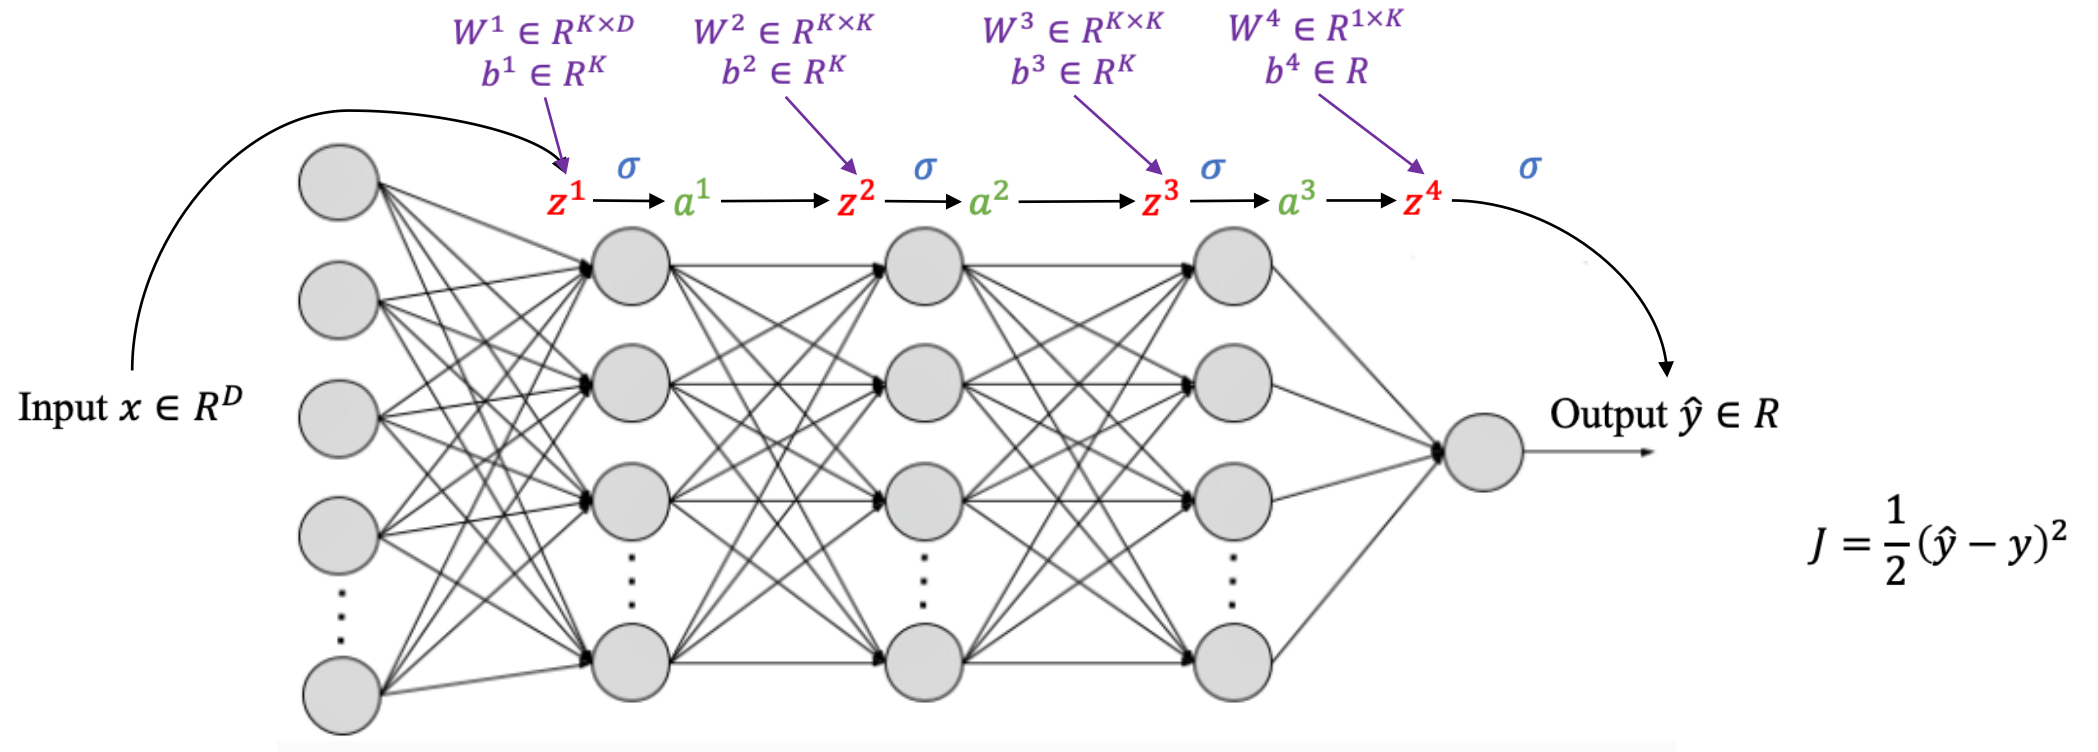 W¹ ∈ R^{K×D} W² ∈ R^{K×K} W³ ∈ R^{K×K} W⁴ ∈ R^{1×K}
b¹ ∈ R^K b² ∈ R^K b³ ∈ R^K b⁴ ∈ R
σ σ σ σ
z¹ a¹ z² a² z³ a³ z⁴
Input x ∈ R^D
Output ŷ ∈ R
J = \frac{1}{2}(ŷ − y)²